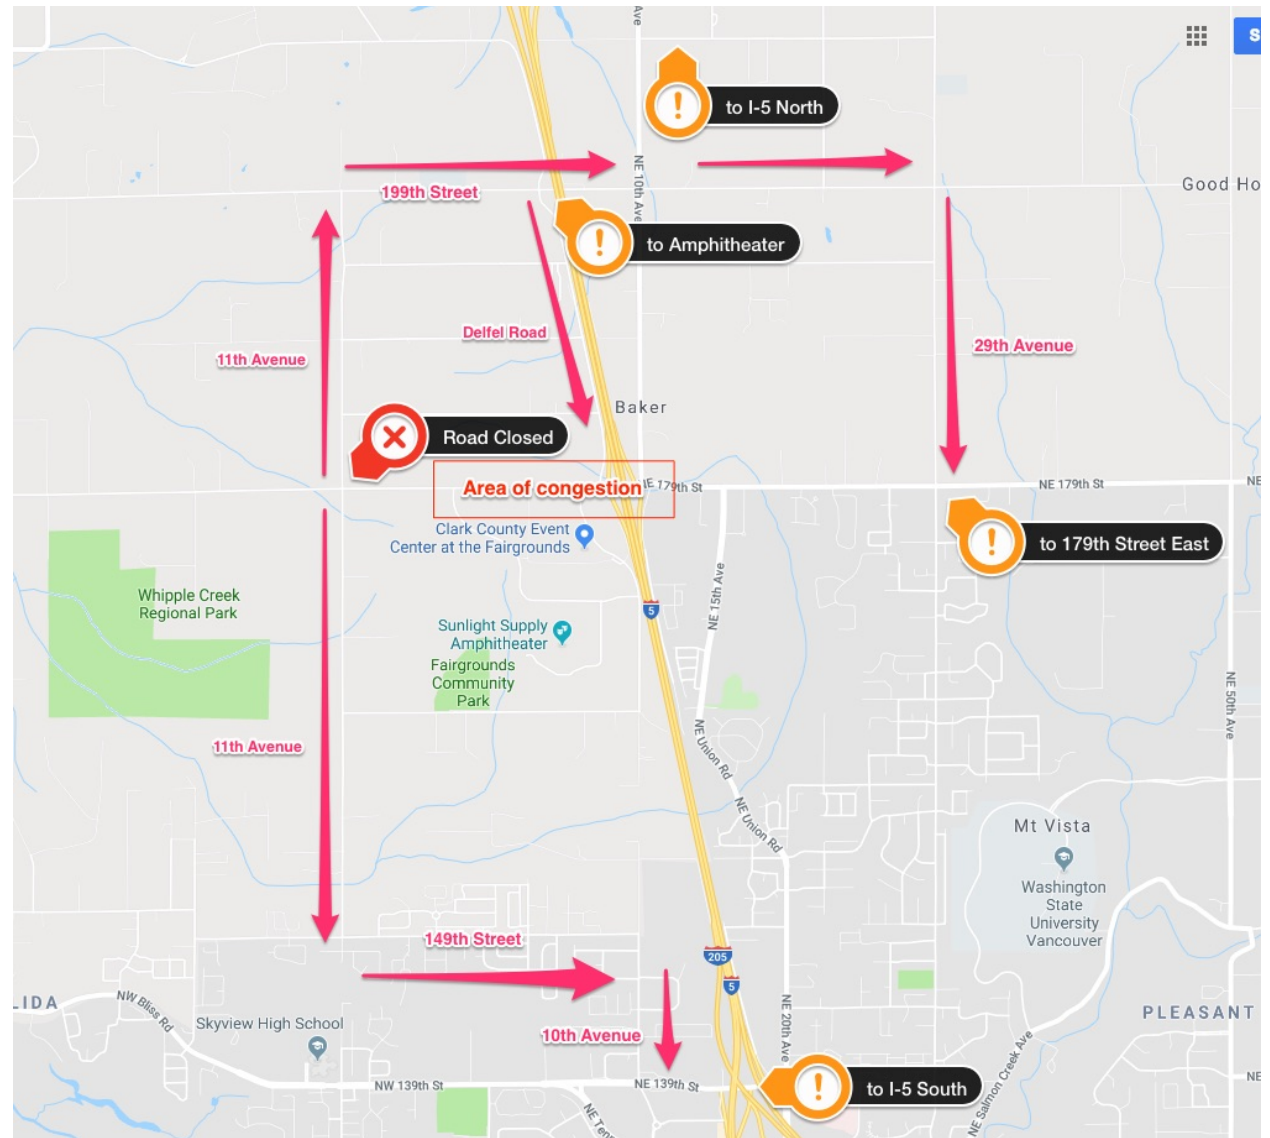 Ave
S
to I-5 North
NE 10th Ave
199th Street
Good Ho
to Amphitheater
Delfel Road
11th Avenue
29th Avenue
Baker
Road Closed
Area of congestion
NE 179th St
NE 179th St
NE
Clark County Event
Center at the Fairgrounds
to 179th Street East
Whipple Creek
Regional Park
5
NE 15th Ave
Sunlight Supply
Amphitheater
Fairgrounds
Community
Park
NE 50th Ave
11th Avenue
NE Union Rd
NE Union Rd
Mt Vista
Washington
State
University
Vancouver
149th Street
205
5
LIDA
NW Bliss Rd
Skyview High School
10th Avenue
NE 20th Ave
PLEASANT
NW 139th St
NE 139th St
to I-5 South
NE Salmon Creek Ave
NE
NE Ten